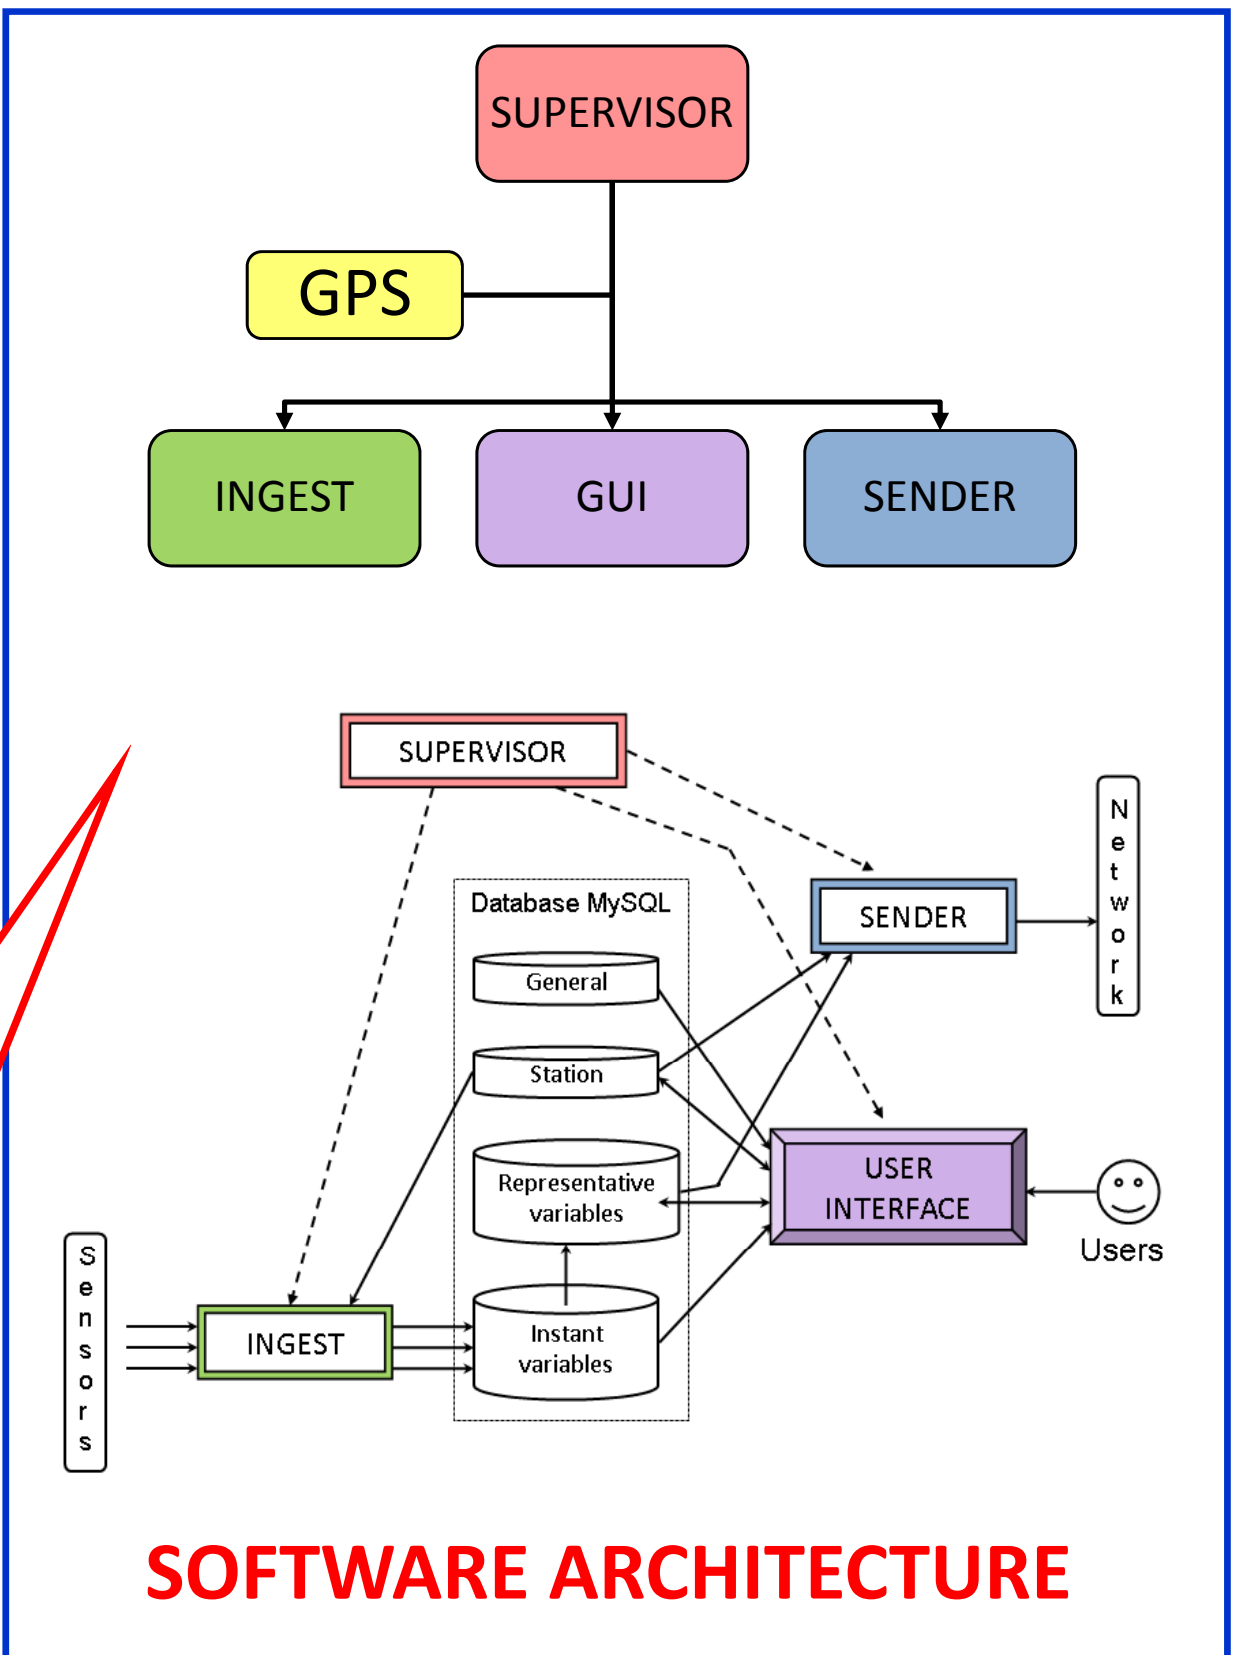 SUPERVISOR
GPS
INGEST
GUI
SENDER
SUPERVISOR
Network
Database MySQL
SENDER
General
Station
USER
INTERFACE
Representative
variables
Users
Sensors
INGEST
Instant
variables
SOFTWARE ARCHITECTURE